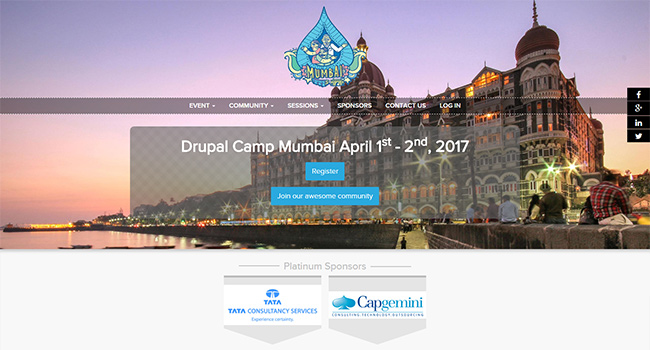 MUMBAI
EVENT COMMUNITY SESSIONS SPONSORS CONTACT US LOG IN
Drupal Camp Mumbai April 1st - 2nd, 2017
Register
Join our awesome community
Platinum Sponsors
TATA
TATA CONSULTANCY SERVICES
Experience certainty.
Capgemini
CONSULTING.TECHNOLOGY.OUTSOURCING